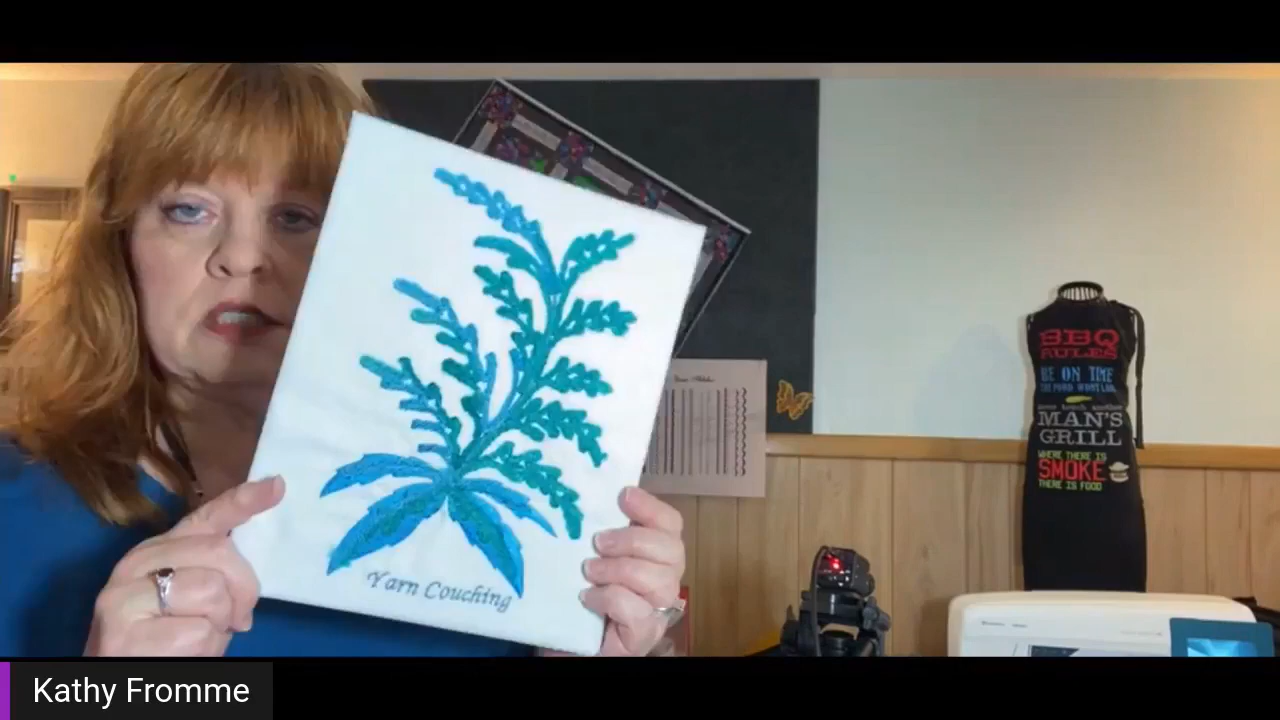 Yarn Couching
BBQ
RULES
BE ON TIME
MAN'S
GRILL
WHERE THERE IS
SMOKE
THERE IS FOOD
Kathy Fromme